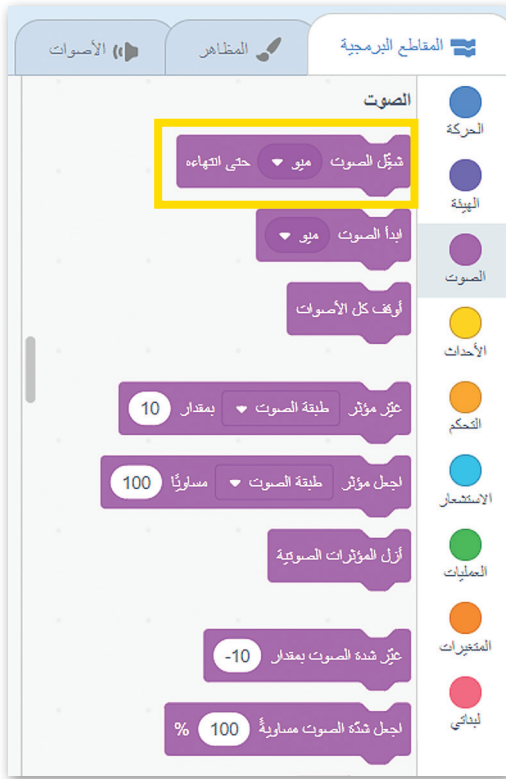 المقاطع البرمجية
المظاهر
الأصوات
الصوت
شغّل الصوت ميو حتى انتهاءه
ابدأ الصوت ميو
أوقف كل الأصوات
غيّر مؤثر طبقة الصوت بمقدار 10
اجعل مؤثر طبقة الصوت مساويًا 100
أزل المؤثرات الصوتية
غيّر شدة الصوت بمقدار -10
اجعل شدّة الصوت مساويةً 100 %
الحركة
الهيئة
الصوت
الأحداث
التحكم
الاستشعار
العمليات
المتغيرات
لبناتي